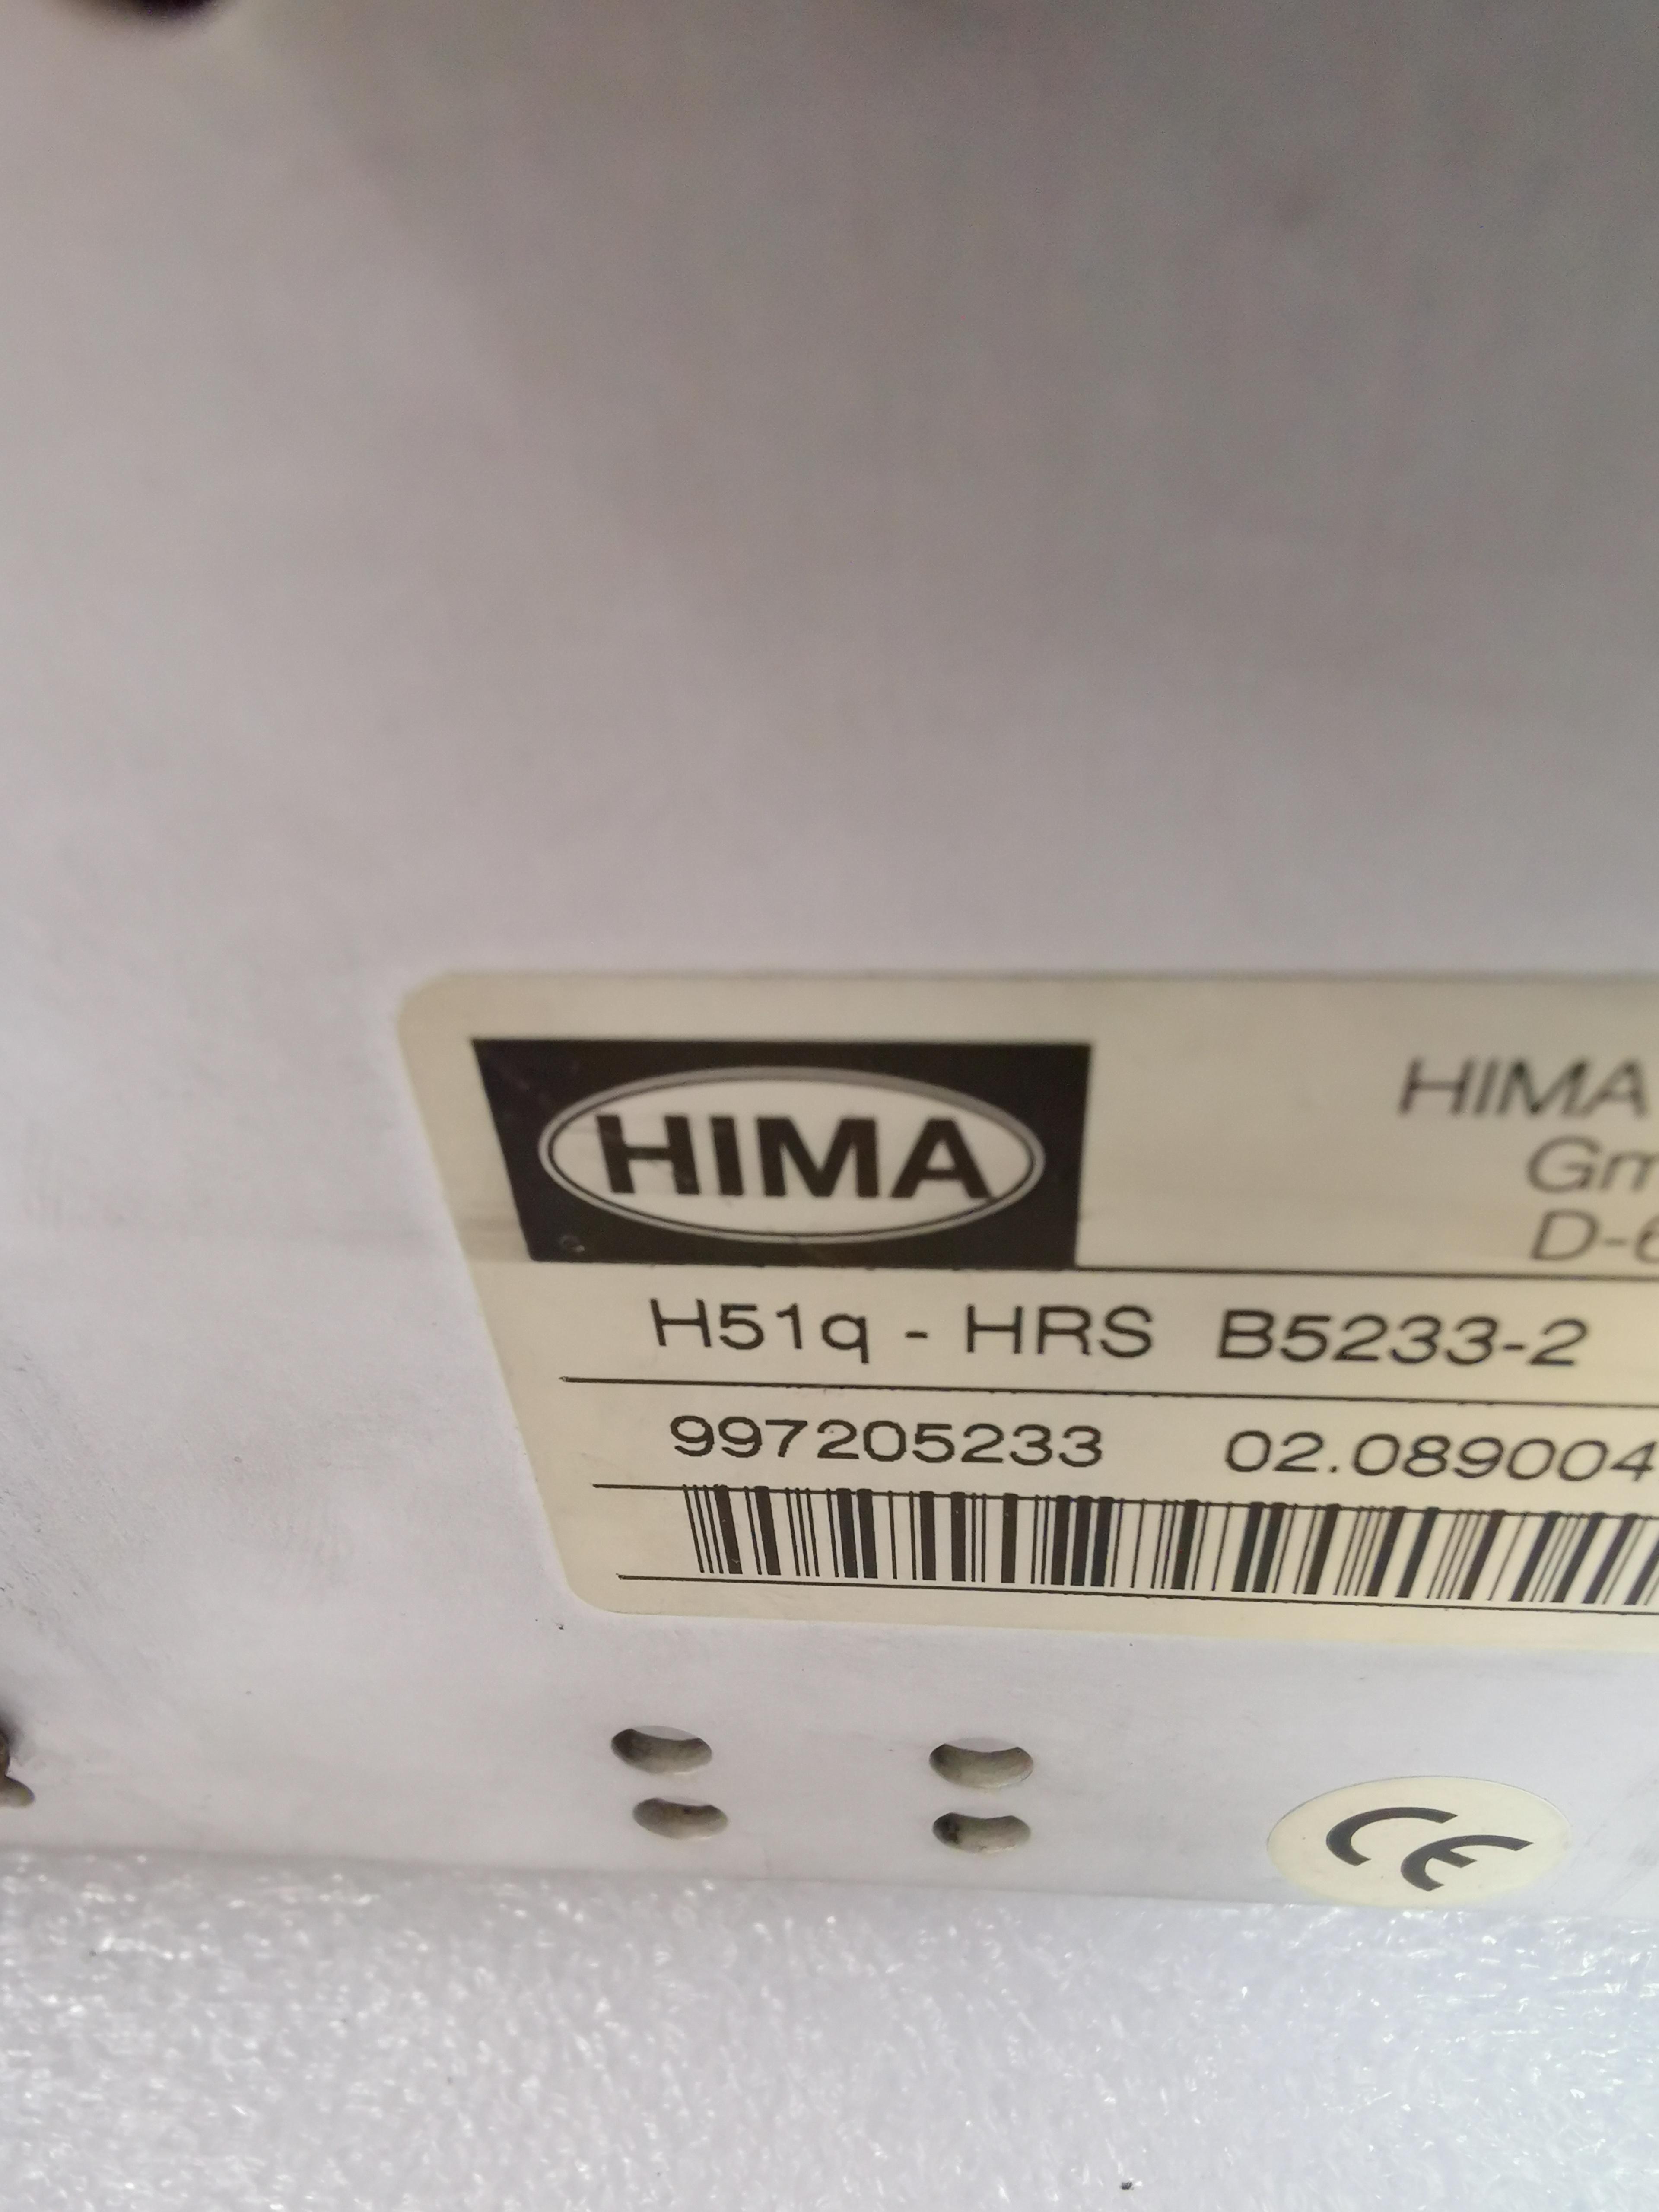 HIMA
HIMA
H51q - HRS B5233-2
997205233 02.089004
CE